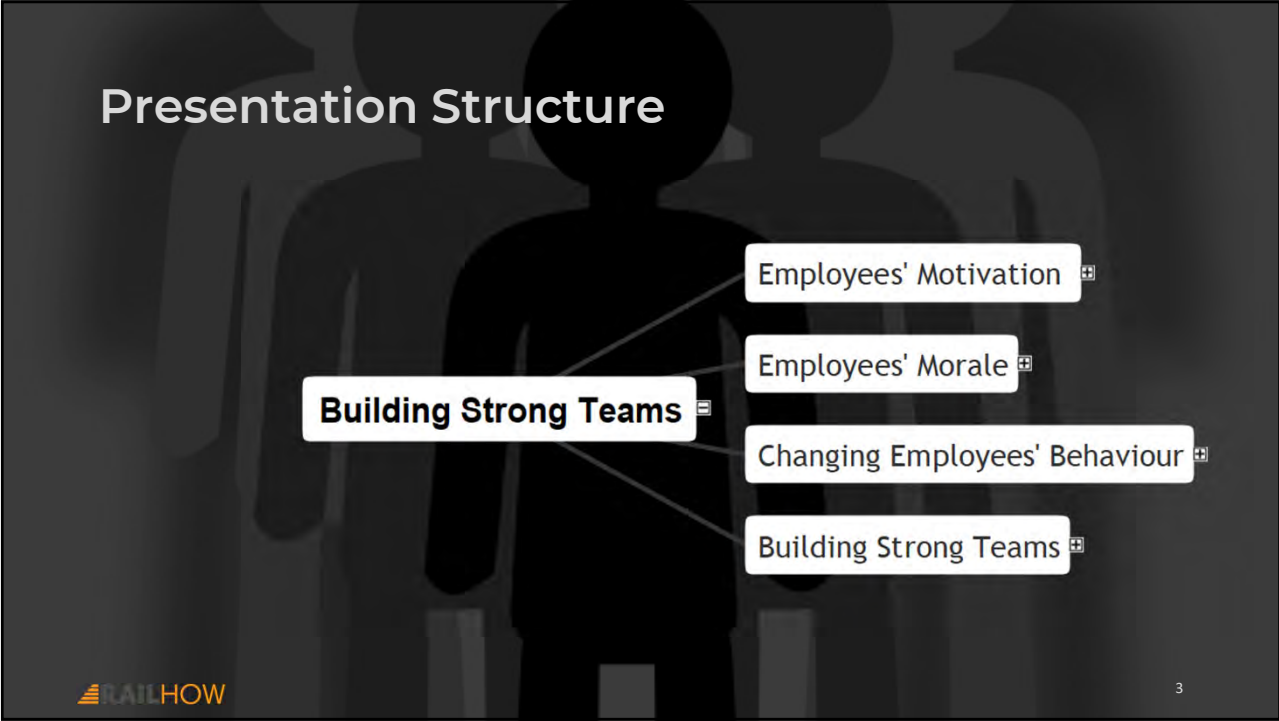 Presentation Structure
Employees' Motivation
Employees' Morale
Building Strong Teams
Changing Employees' Behaviour
Building Strong Teams
RAILHOW
3